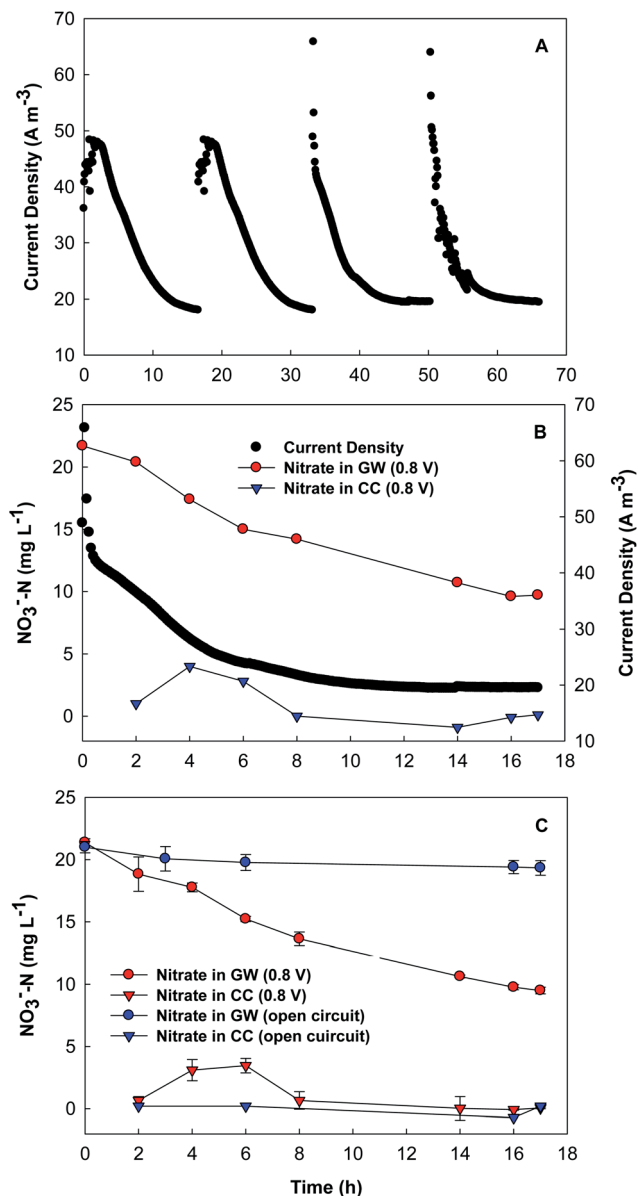 A
Current Density (A m⁻³)
70
60
50
40
30
20
10
0 10 20 30 40 50 60 70
B
Current Density
Nitrate in GW (0.8 V)
Nitrate in CC (0.8 V)
NO₃⁻-N (mg L⁻¹)
25
20
15
10
5
0
Current Density (A m⁻³)
70
60
50
40
30
20
10
0 2 4 6 8 10 12 14 16 18
C
NO₃⁻-N (mg L⁻¹)
25
20
15
10
5
0
Nitrate in GW (0.8 V)
Nitrate in CC (0.8 V)
Nitrate in GW (open circuit)
Nitrate in CC (open cuircuit)
0 2 4 6 8 10 12 14 16 18
Time (h)